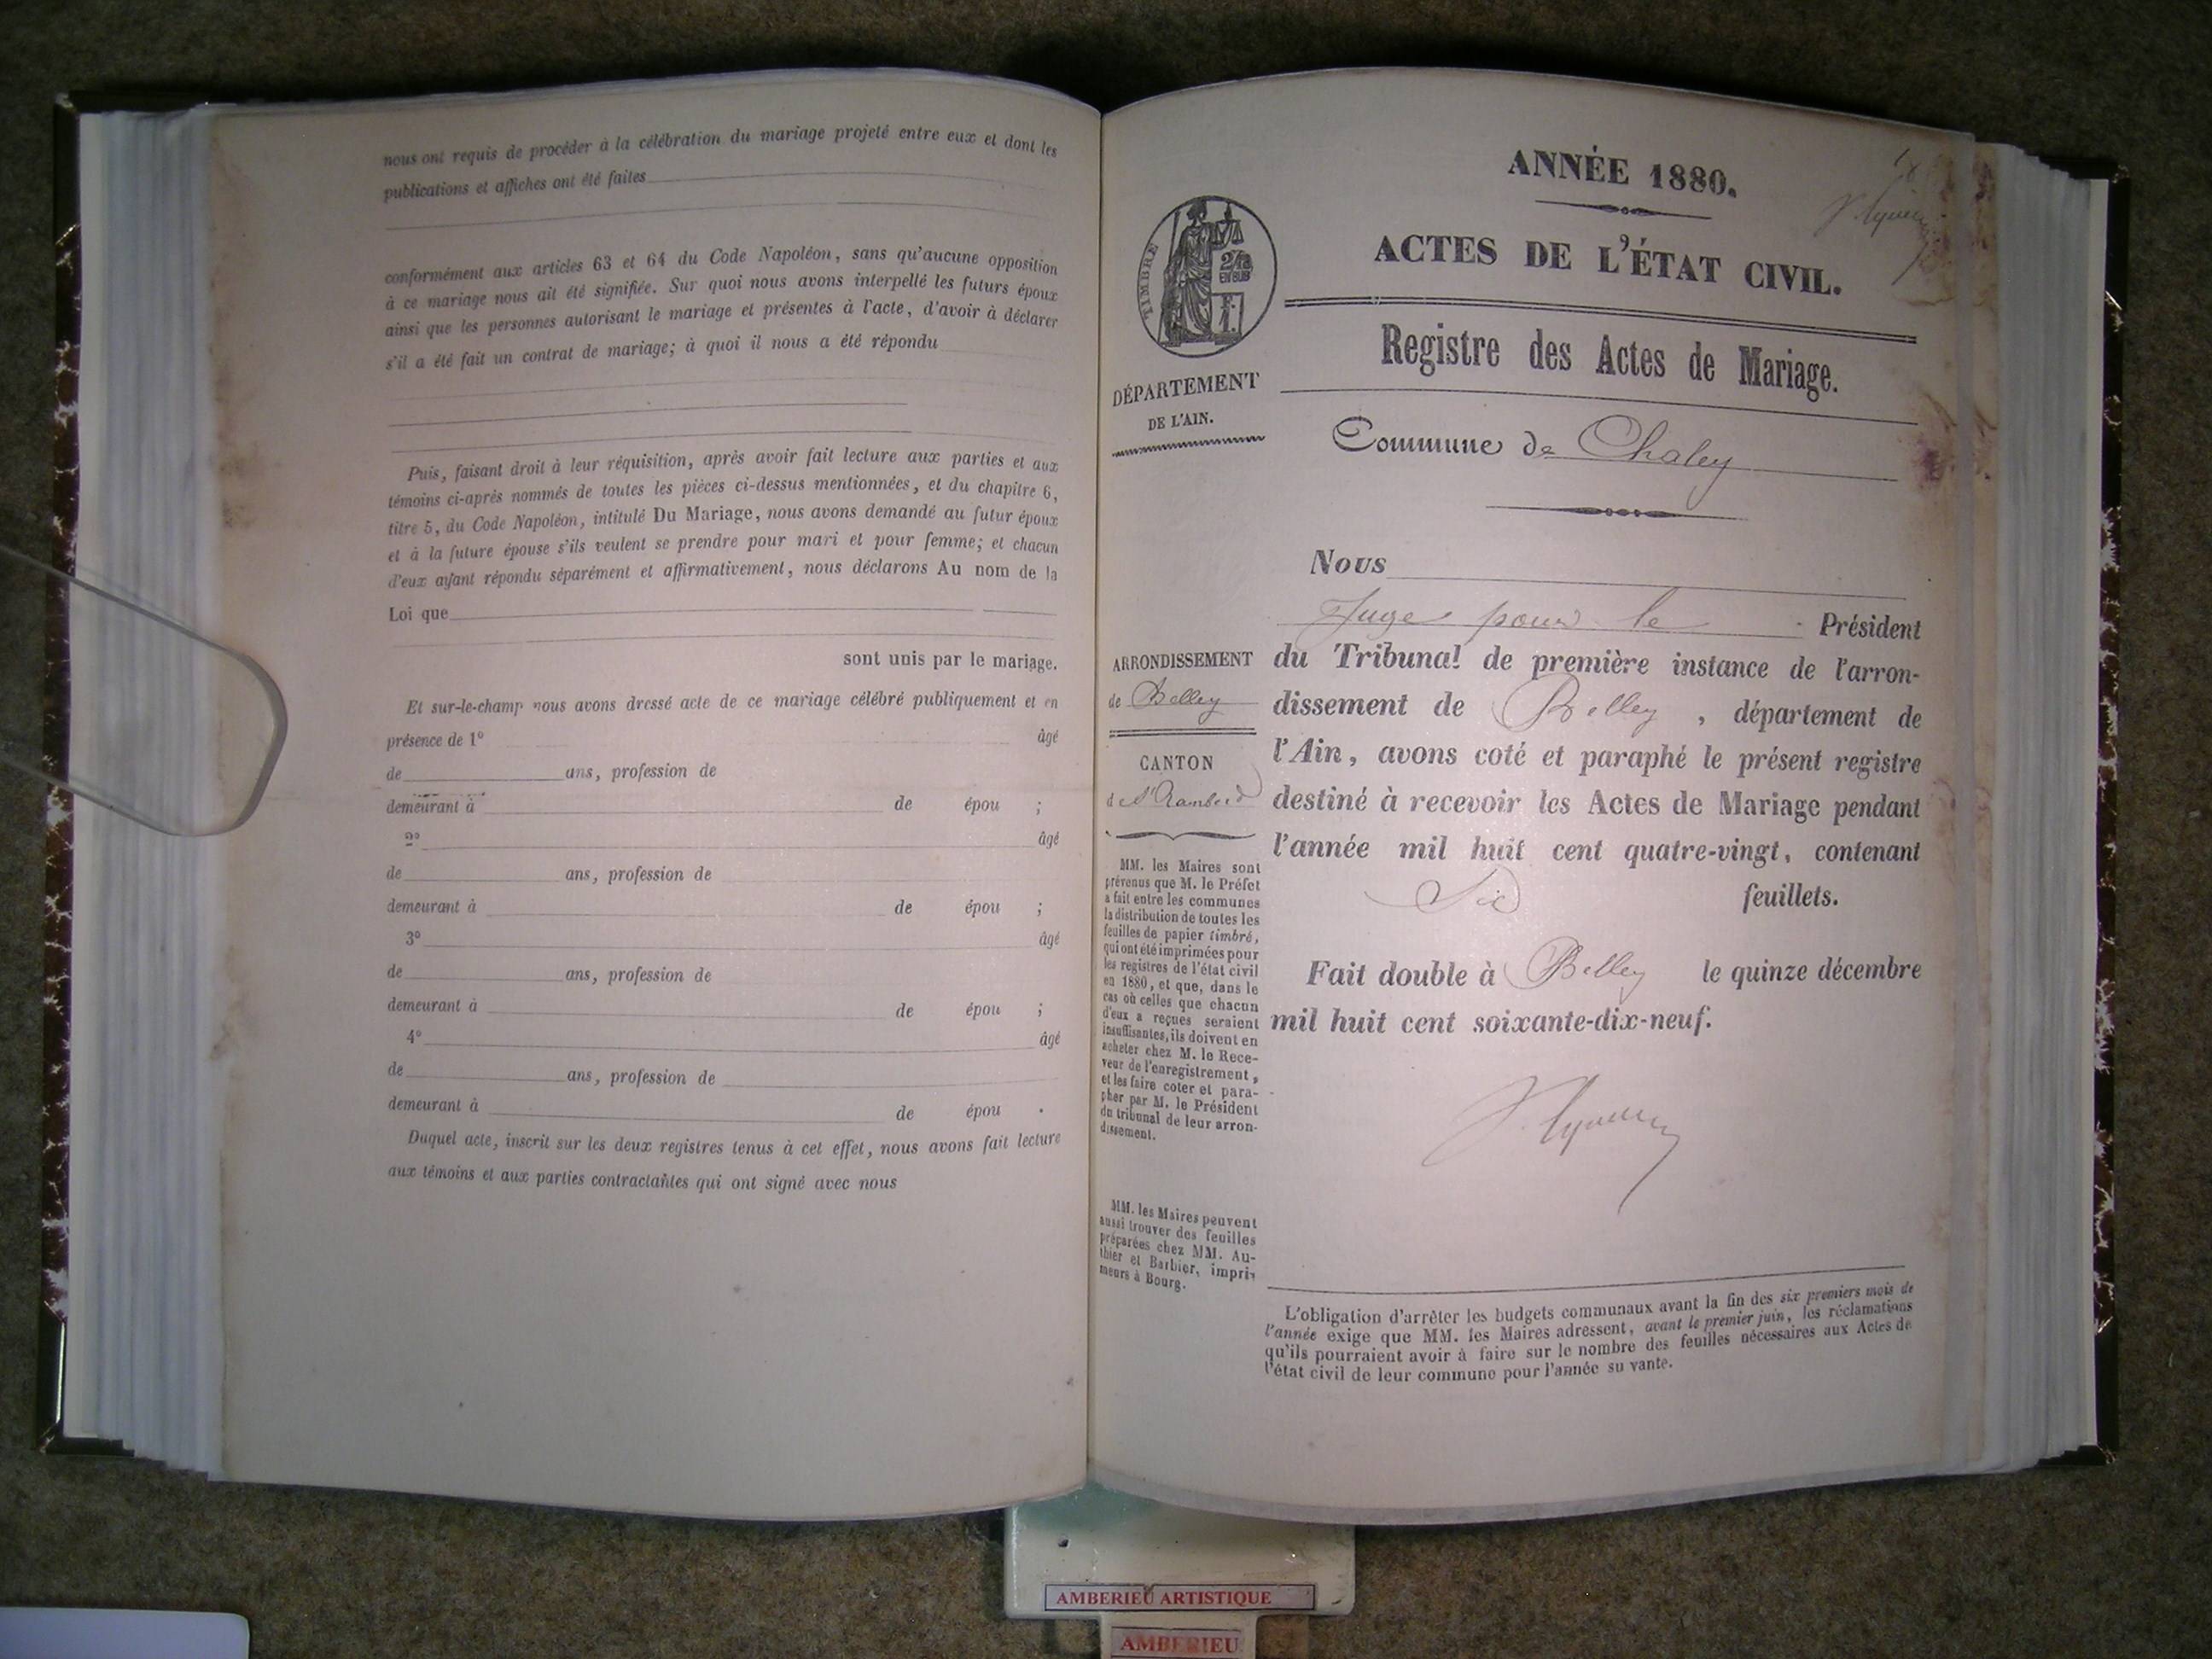 nous ont requis de procéder à la célébration du mariage projeté entre eux et dont les
publications et affiches ont été faites
conformément aux articles 63 et 64 du Code Napoléon, sans qu'aucune opposition
à ce mariage nous ait été signifiée. Sur quoi nous avons interpellé les futurs époux
ainsi que les personnes autorisant le mariage et présentes à l'acte, d'avoir à déclarer
s'il a été fait un contrat de mariage; à quoi il nous a été répondu
Puis, faisant droit à leur réquisition, après avoir fait lecture aux parties et aux
témoins ci-après nommés de toutes les pièces ci-dessus mentionnées, et du chapitre 6,
titre 5, du Code Napoléon, intitulé Du Mariage, nous avons demandé au futur époux
et à la future épouse s'ils veulent se prendre pour mari et pour femme; et chacun
d'eux ayant répondu séparément et affirmativement, nous déclarons Au nom de la
Loi que
sont unis par le mariage.
Et sur-le-champ nous avons dressé acte de ce mariage célébré publiquement et en
présence de 1° âgé
de ans, profession de
demeurant à de épou ;
2° âgé
de ans, profession de
demeurant à de épou ;
3° âgé
de ans, profession de
demeurant à de épou ;
4° âgé
de ans, profession de
demeurant à de épou .
Duquel acte, inscrit sur les deux registres tenus à cet effet, nous avons fait lecture
aux témoins et aux parties contractantes qui ont signé avec nous
ANNÉE 1880.
ACTES DE L'ÉTAT CIVIL.
Registre des Actes de Mariage.
Commune de Chaley
TIMBRE
2/10
EN SUS
DÉPARTEMENT
DE L'AIN.
ARRONDISSEMENT
de Belley
CANTON
de St Rambert
MM. les Maires sont
prévenus que M. le Préfet
a fait entre les communes
la distribution de toutes les
feuilles de papier timbré,
qui ont été imprimées pour
les registres de l'état civil
en 1880, et que, dans le
cas où celles que chacun
d'eux a reçues seraient
insuffisantes, ils doivent en
acheter chez M. le Rece-
veur de l'enregistrement,
et les faire coter et para-
pher par M. le Président
du tribunal de leur arron-
dissement.
MM. les Maires peuvent
aussi trouver des feuilles
préparées chez MM. Au-
thier et Barbier, impri-
meurs à Bourg.
Nous
Juge pour le Président
du Tribunal de première instance de l'arron-
dissement de Belley, département de
l'Ain, avons coté et paraphé le présent registre
destiné à recevoir les Actes de Mariage pendant
l'année mil huit cent quatre-vingt, contenant
Six feuillets.
Fait double à Belley le quinze décembre
mil huit cent soixante-dix-neuf.
L'obligation d'arrêter les budgets communaux avant la fin des six premiers mois de
l'année exige que MM. les Maires adressent, avant le premier juin, les réclamations
qu'ils pourraient avoir à faire sur le nombre des feuilles nécessaires aux Actes de
l'état civil de leur commune pour l'année su vante.
AMBERIEU ARTISTIQUE
AMBERIEU